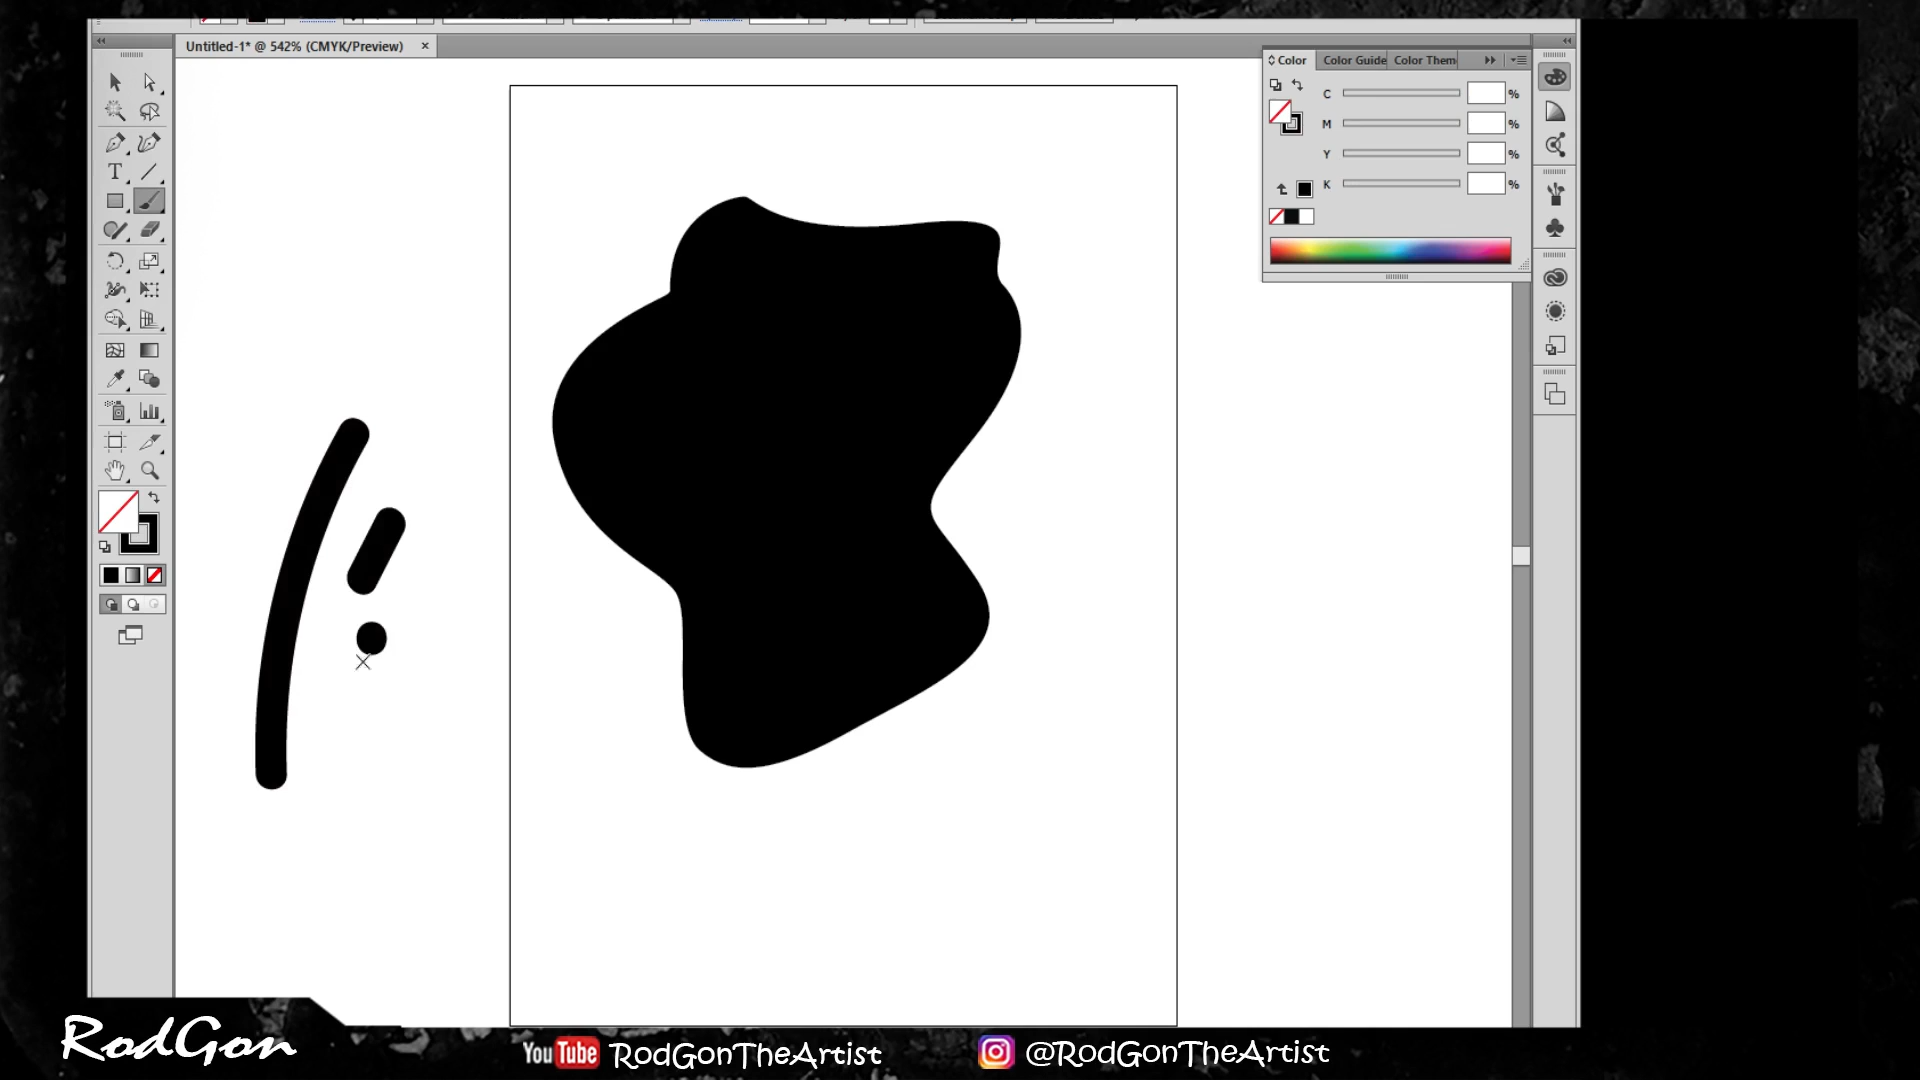 Untitled-1* @ 542% (CMYK/Preview) ×
Color
Color Guide
Color Them
C %
M %
Y %
K %
T
RodGon
YouTube RodGonTheArtist
@RodGonTheArtist